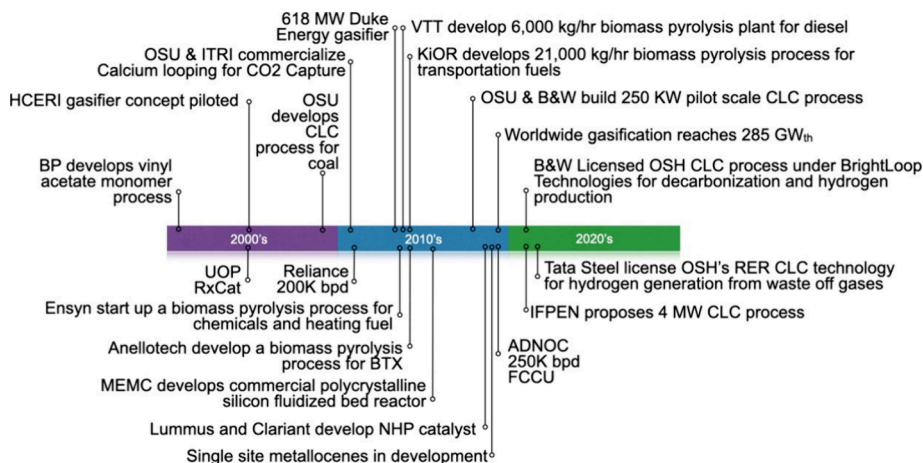 618 MW Duke
Energy gasifier
VTT develop 6,000 kg/hr biomass pyrolysis plant for diesel
OSU & ITRI commercialize
Calcium looping for CO2 Capture
KiOR develops 21,000 kg/hr biomass pyrolysis process for
transportation fuels
HCERI gasifier concept piloted
OSU
develops
CLC
process for
coal
OSU & B&W build 250 KW pilot scale CLC process
Worldwide gasification reaches 285 GWth
BP develops vinyl
acetate monomer
process
B&W Licensed OSH CLC process under BrightLoop
Technologies for decarbonization and hydrogen
production
2000's
2010's
2020's
UOP
RxCat
Reliance
200K bpd
Tata Steel license OSH's RER CLC technology
for hydrogen generation from waste off gases
Ensyn start up a biomass pyrolysis process for
chemicals and heating fuel
IFPEN proposes 4 MW CLC process
Anellotech develop a biomass pyrolysis
process for BTX
ADNOC
250K bpd
FCCU
MEMC develops commercial polycrystalline
silicon fluidized bed reactor
Lummus and Clariant develop NHP catalyst
Single site metallocenes in development